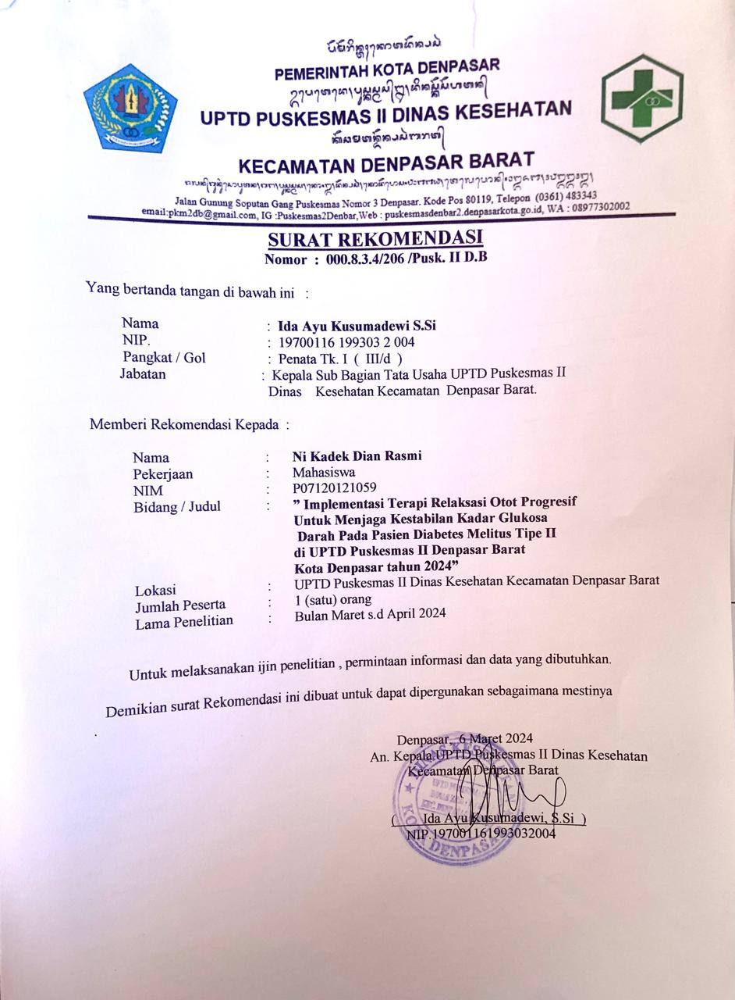 PEMERINTAH KOTA DENPASAR
UPTD PUSKESMAS II DINAS KESEHATAN
KECAMATAN DENPASAR BARAT
Jalan Gunung Soputan Gang Puskesmas Nomor 3 Denpasar. Kode Pos 80119, Telepon (0361) 483343
email:pkm2db@gmail.com, IG :Puskesmas2Denbar,Web : puskesmasdenbar2.denpasarkota.go.id, WA : 08977302002
SURAT REKOMENDASI
Nomor : 000.8.3.4/206 /Pusk. II D.B
Yang bertanda tangan di bawah ini :
Nama : Ida Ayu Kusumadewi S.Si
NIP. : 19700116 199303 2 004
Pangkat / Gol : Penata Tk. I ( III/d )
Jabatan : Kepala Sub Bagian Tata Usaha UPTD Puskesmas II
Dinas Kesehatan Kecamatan Denpasar Barat.
Memberi Rekomendasi Kepada :
Nama : Ni Kadek Dian Rasmi
Pekerjaan : Mahasiswa
NIM : P07120121059
Bidang / Judul : ” Implementasi Terapi Relaksasi Otot Progresif
Untuk Menjaga Kestabilan Kadar Glukosa
Darah Pada Pasien Diabetes Melitus Tipe II
di UPTD Puskesmas II Denpasar Barat
Kota Denpasar tahun 2024”
Lokasi : UPTD Puskesmas II Dinas Kesehatan Kecamatan Denpasar Barat
Jumlah Peserta : 1 (satu) orang
Lama Penelitian : Bulan Maret s.d April 2024
Untuk melaksanakan ijin penelitian , permintaan informasi dan data yang dibutuhkan.
Demikian surat Rekomendasi ini dibuat untuk dapat dipergunakan sebagaimana mestinya
.
Denpasar, 6 Maret 2024
An. Kepala UPTD Puskesmas II Dinas Kesehatan
Kecamatan Denpasar Barat
( Ida Ayu Kusumadewi, S.Si )
NIP.197001161993032004
DINAS KESEHATAN
KOTA DENPASAR